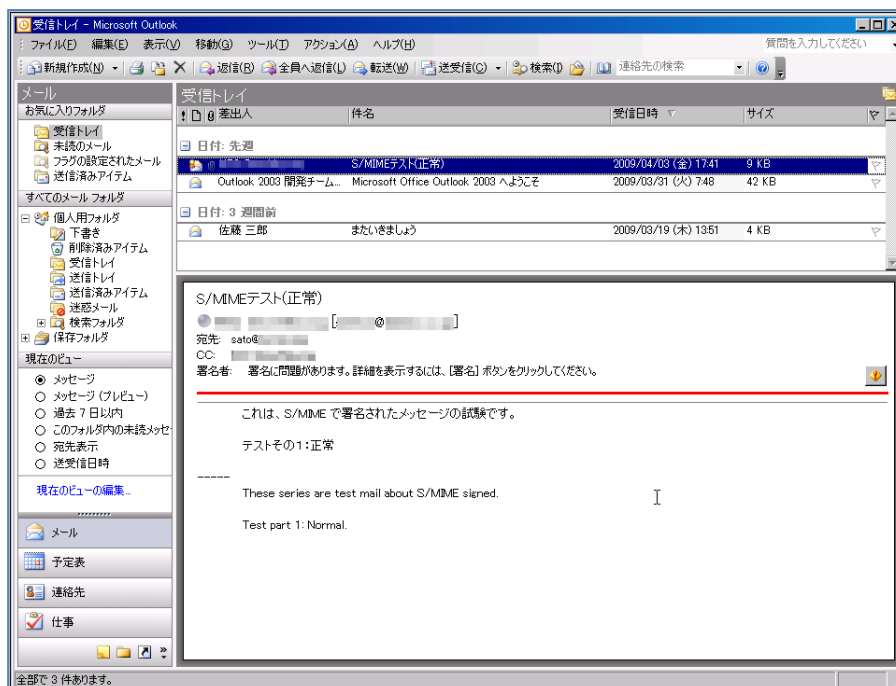 受信トレイ - Microsoft Outlook
ファイル(F) 編集(E) 表示(V) 移動(G) ツール(T) アクション(A) ヘルプ(H) 質問を入力してください
新規作成(N) 返信(R) 全員へ返信(L) 転送(W) 送受信(C) 検索(I) 連絡先の検索
メール
お気に入りフォルダ
受信トレイ
未読のメール
フラグの設定されたメール
送信済みアイテム
すべてのメール フォルダ
個人用フォルダ
下書き
削除済みアイテム
受信トレイ
送信トレイ
送信済みアイテム
迷惑メール
検索フォルダ
保存フォルダ
現在のビュー
メッセージ
メッセージ (プレビュー)
過去 7 日以内
このフォルダ内の未読メッセ
宛先表示
送受信日時
現在のビューの編集...
メール
予定表
連絡先
仕事
受信トレイ
差出人 件名 受信日時 サイズ
日付: 先週
S/MIMEテスト(正常) 2009/04/03 (金) 17:41 9 KB
Outlook 2003 開発チーム... Microsoft Office Outlook 2003 へようこそ 2009/03/31 (火) 7:48 42 KB
日付: 3 週間前
佐藤 三郎 またいきましょう 2009/03/19 (木) 13:51 4 KB
S/MIMEテスト(正常)
[ @ ]
宛先: sato@
CC:
署名者: 署名に問題があります。詳細を表示するには、[署名] ボタンをクリックしてください。
これは、S/MIME で署名されたメッセージの試験です。
テストその1:正常
-----
These series are test mail about S/MIME signed.
Test part 1: Normal.
全部で 3 件あります。